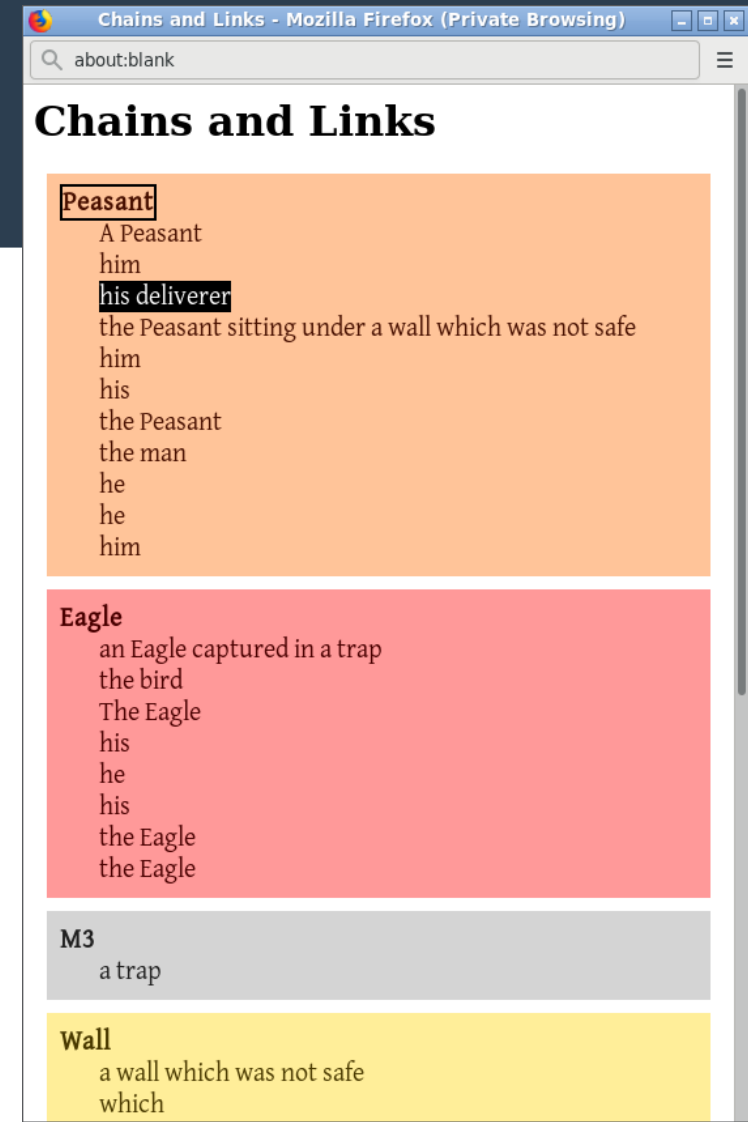 Chains and Links - Mozilla Firefox (Private Browsing)
about:blank
Chains and Links
Peasant
A Peasant
him
his deliverer
the Peasant sitting under a wall which was not safe
him
his
the Peasant
the man
he
he
him
Eagle
an Eagle captured in a trap
the bird
The Eagle
his
he
his
the Eagle
the Eagle
M3
a trap
Wall
a wall which was not safe
which